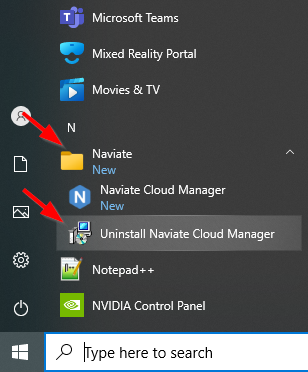 Microsoft Teams
Mixed Reality Portal
Movies & TV
N
Naviate
New
Naviate Cloud Manager
New
Uninstall Naviate Cloud Manager
Notepad++
NVIDIA Control Panel
Type here to search